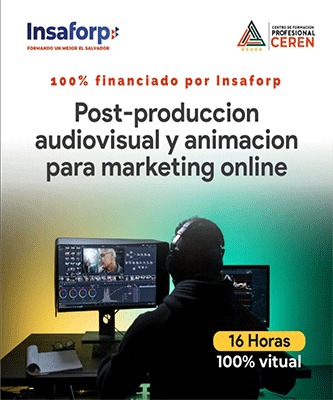 Insaforp
FORMANDO UN MEJOR EL SALVADOR
CENTRO DE FORMACIÓN
PROFESIONAL
CEREN
100% financiado por Insaforp
Post-produccion
audiovisual y animacion
para marketing online
16 Horas
100% vitual